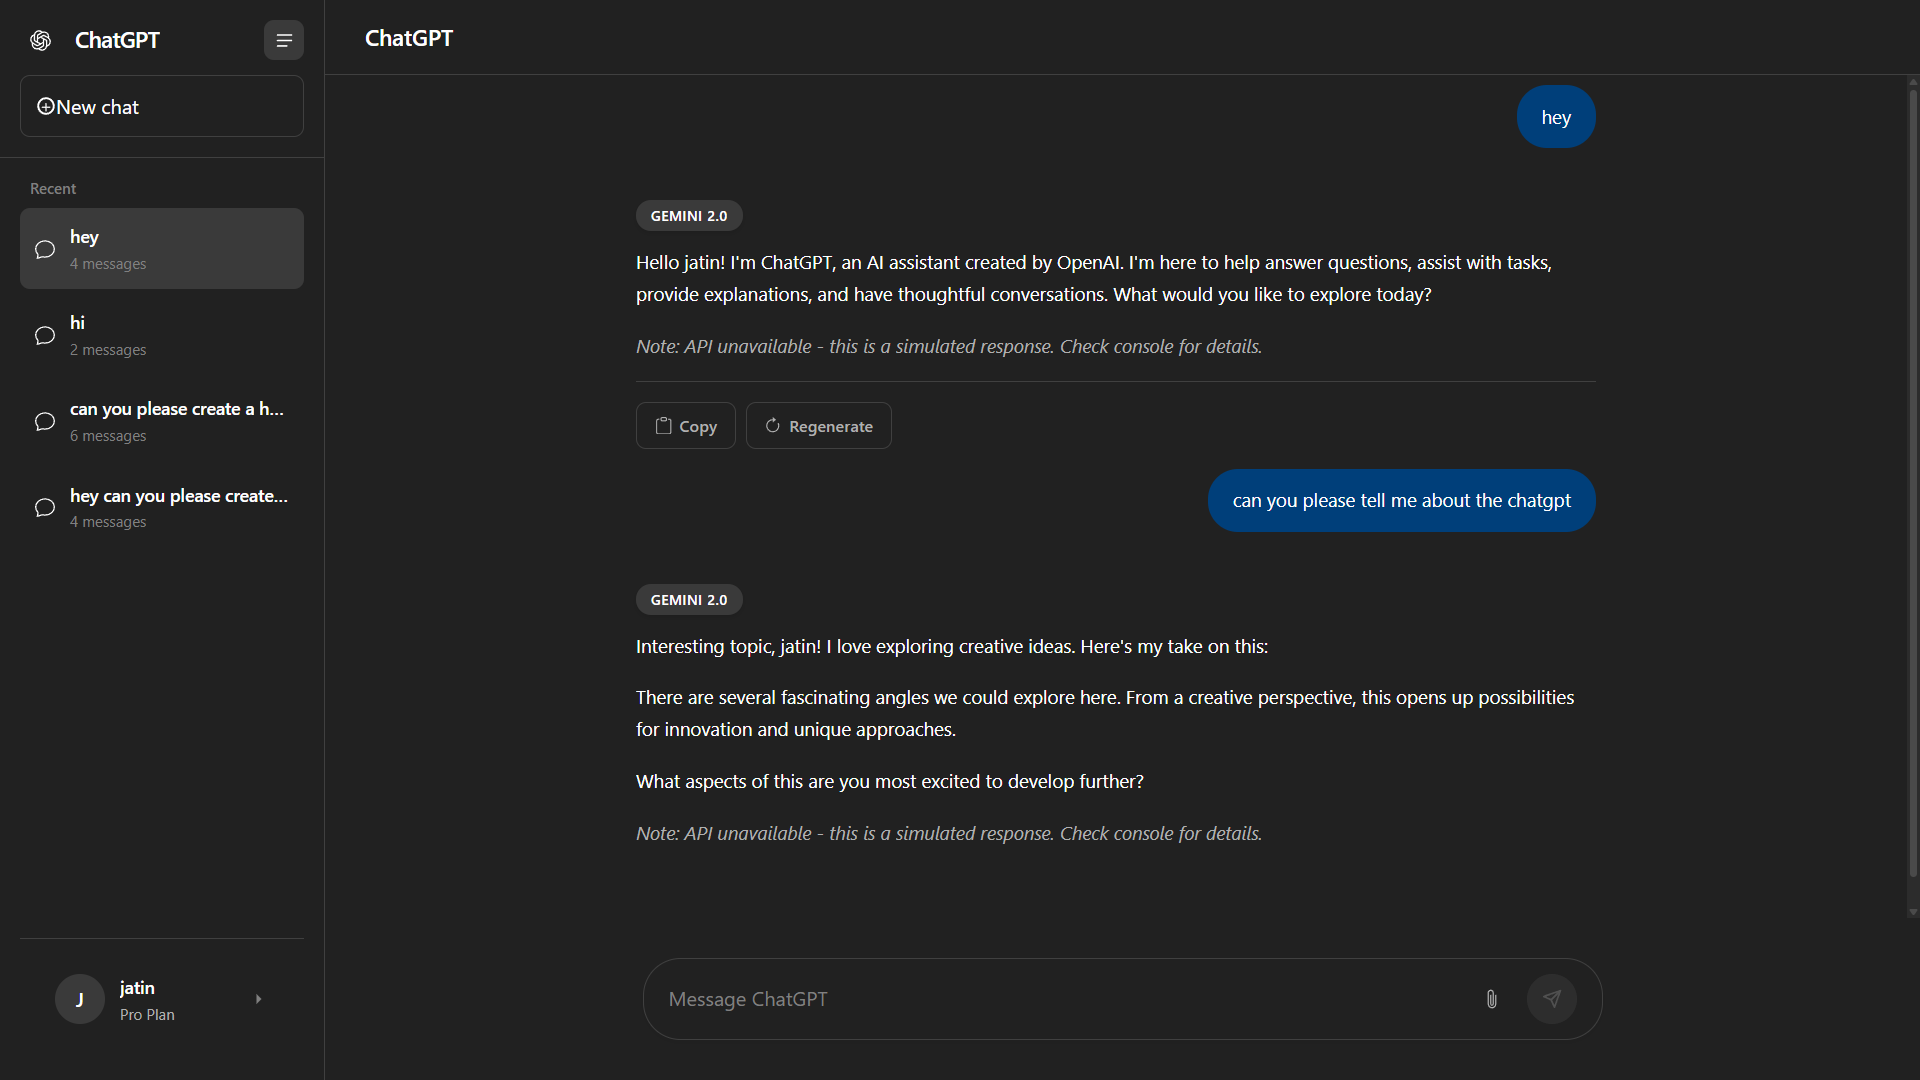 ChatGPT
New chat
Recent
hey
4 messages
hi
2 messages
can you please create a h...
6 messages
hey can you please create...
4 messages
J
jatin
Pro Plan
ChatGPT
hey
GEMINI 2.0
Hello jatin! I'm ChatGPT, an AI assistant created by OpenAI. I'm here to help answer questions, assist with tasks,
provide explanations, and have thoughtful conversations. What would you like to explore today?
Note: API unavailable - this is a simulated response. Check console for details.
Copy
Regenerate
can you please tell me about the chatgpt
GEMINI 2.0
Interesting topic, jatin! I love exploring creative ideas. Here's my take on this:
There are several fascinating angles we could explore here. From a creative perspective, this opens up possibilities
for innovation and unique approaches.
What aspects of this are you most excited to develop further?
Note: API unavailable - this is a simulated response. Check console for details.
Message ChatGPT